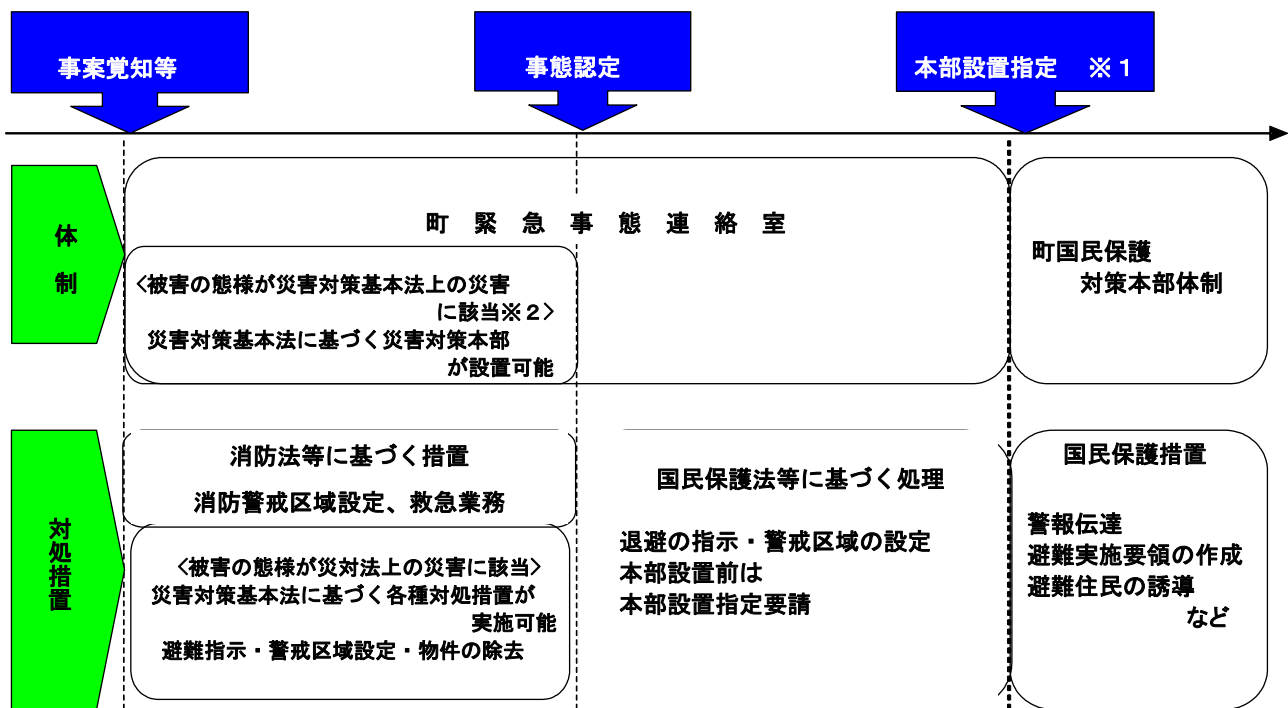 事案覚知等
事態認定
本部設置指定　※１
体
制
町　緊　急　事　態　連　絡　室
<被害の態様が災害対策基本法上の災害
に該当※２>
災害対策基本法に基づく災害対策本部
が設置可能
町国民保護
対策本部体制
対処措置
消防法等に基づく措置
消防警戒区域設定、救急業務
<被害の態様が災対法上の災害に該当>
災害対策基本法に基づく各種対処措置が
実施可能
避難指示・警戒区域設定・物件の除去
国民保護法等に基づく処理
退避の指示・警戒区域の設定
本部設置前は
本部設置指定要請
国民保護措置
警報伝達
避難実施要領の作成
避難住民の誘導
など